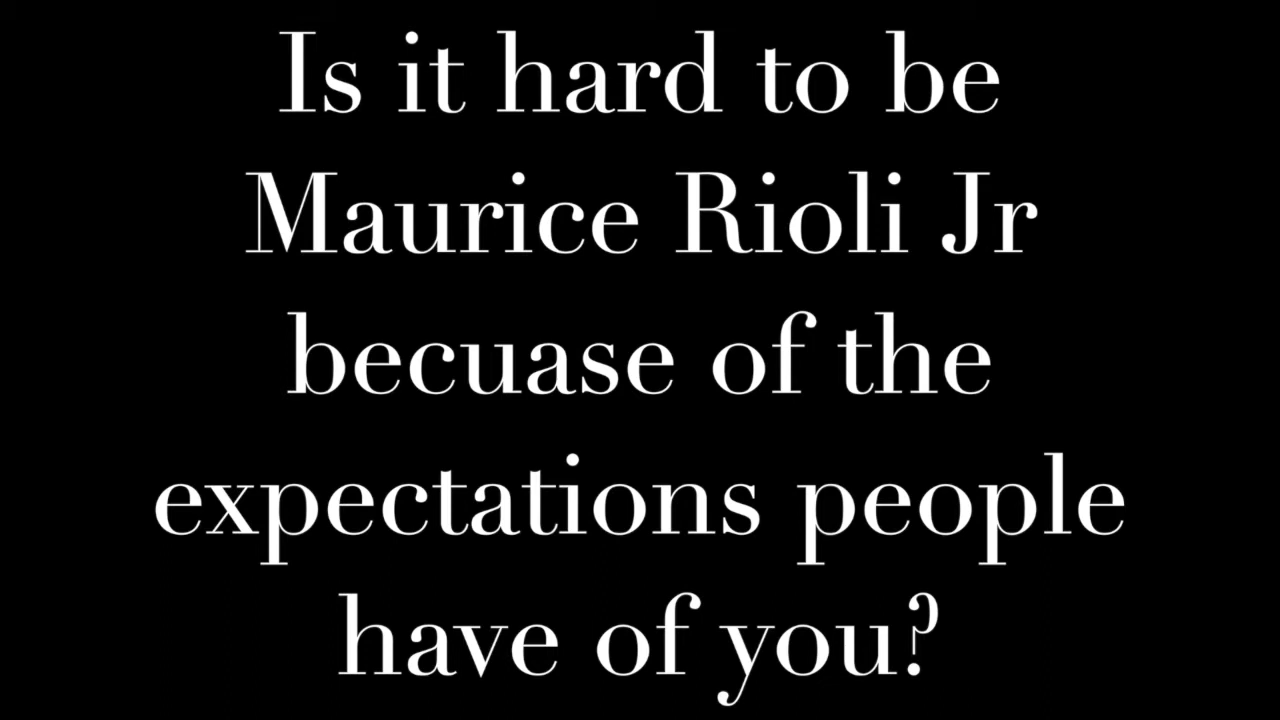 Is it hard to be
Maurice Rioli Jr
becuase of the
expectations people
have of you?